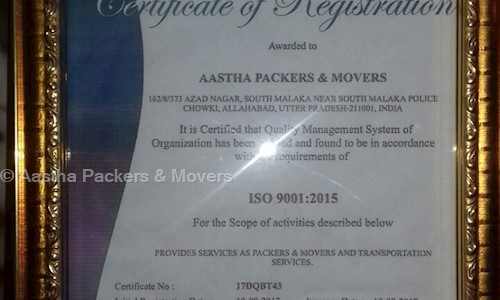 Certificate of Registration
Awarded to
AASTHA PACKERS & MOVERS
162/8/373 AZAD NAGAR, SOUTH MALAKA NEAR SOUTH MALAKA POLICE
CHOWKI, ALLAHABAD, UTTER PRADESH-211001, INDIA
It is Certified that Quality Management System of
Organization has been and found to be in accordance
with requirements of
© Aastha Packers & Movers
ISO 9001:2015
For the Scope of activities described below
PROVIDES SERVICES AS PACKERS & MOVERS AND TRANSPORTATION
SERVICES.
Certificate No : 17DQBT43